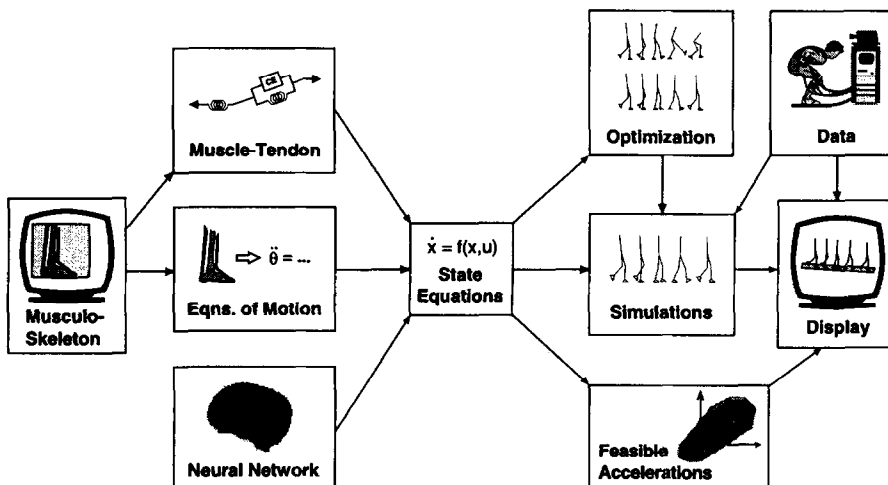 CE
Muscle-Tendon
Optimization
Data
Musculo-
Skeleton
θ̈ = ...
Eqns. of Motion
ẋ = f(x,u)
State
Equations
Simulations
Display
Neural Network
Feasible
Accelerations